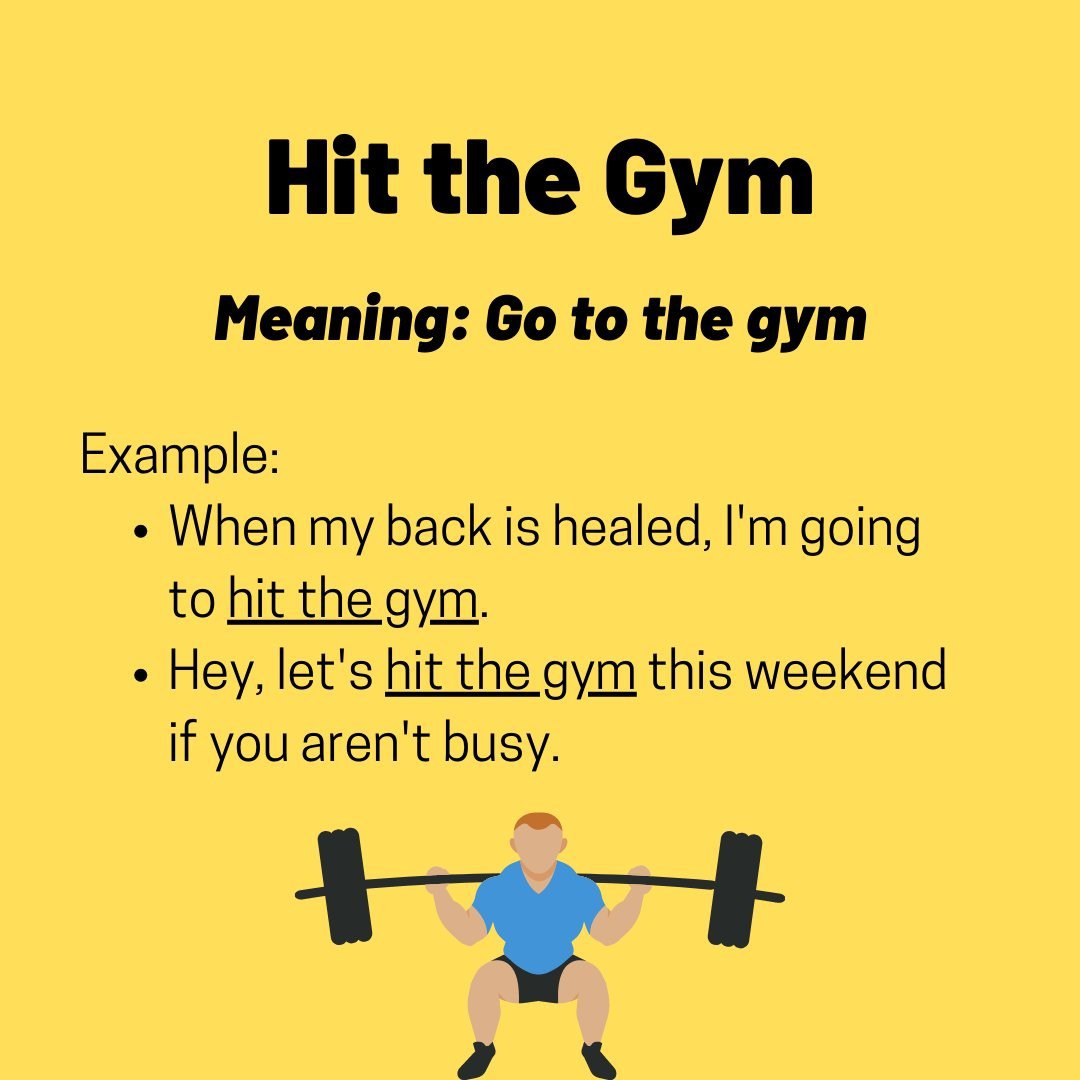 Hit the Gym
Meaning: Go to the gym
Example:
• When my back is healed, I'm going
to hit the gym.
• Hey, let's hit the gym this weekend
if you aren't busy.